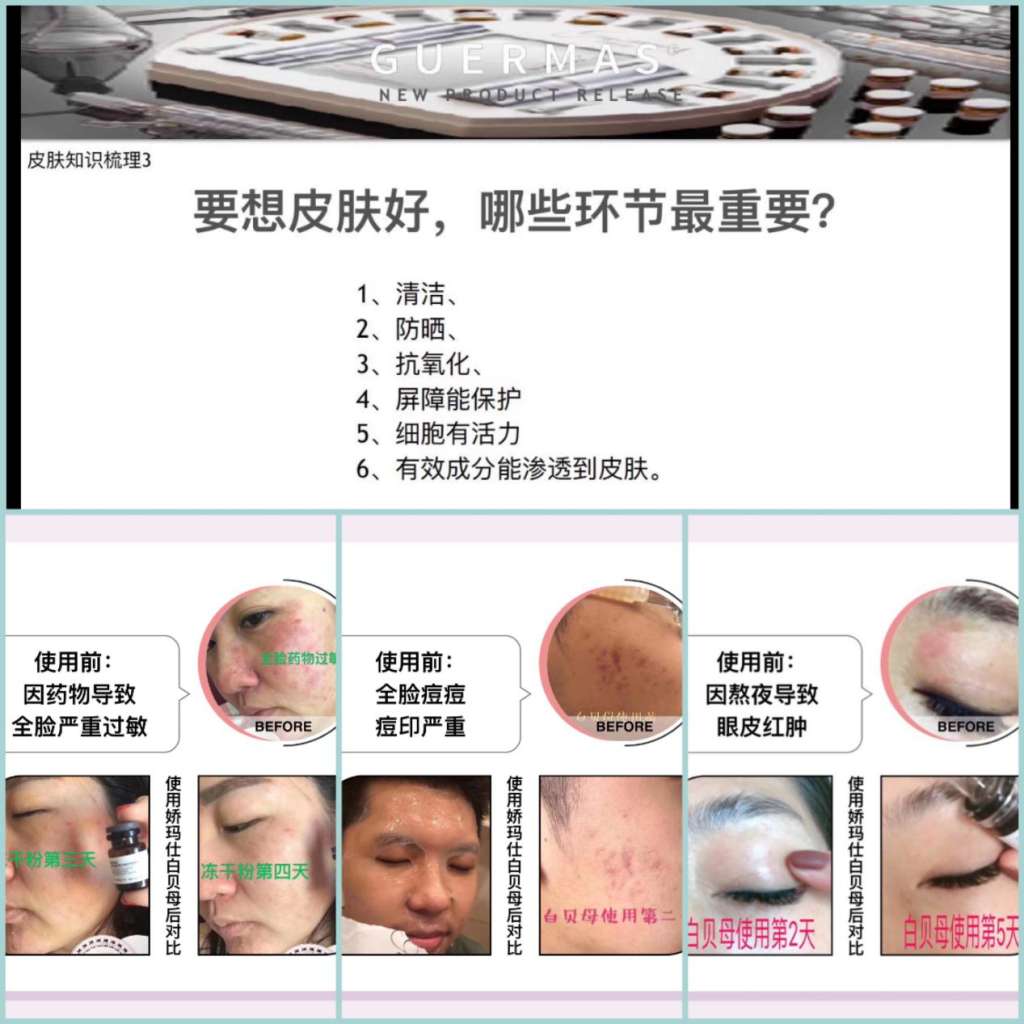 GUERMAS
NEW PRODUCT RELEASE
皮肤知识梳理3
要想皮肤好，哪些环节最重要?
1、清洁、
2、防晒、
3、抗氧化、
4、屏障能保护
5、细胞有活力
6、有效成分能渗透到皮肤。
使用前：
因药物导致
全脸严重过敏
全脸药物过敏
BEFORE
干粉第三天
使用娇玛仕白贝母后对比
冻干粉第四天
使用前：
全脸痘痘
痘印严重
BEFORE
使用娇玛仕白贝母后对比
白贝母使用第二
使用前：
因熬夜导致
眼皮红肿
BEFORE
白贝母使用第2天
使用娇玛仕白贝母后对比
白贝母使用第5天